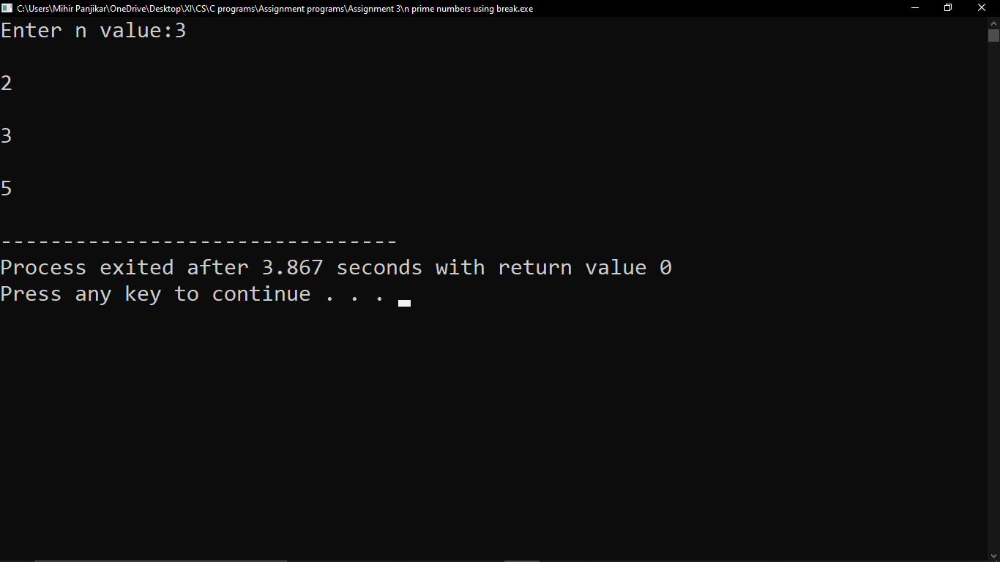 C:\Users\Mihir Panjikar\OneDrive\Desktop\XI\CS\C programs\Assignment programs\Assignment 3\n prime numbers using break.exe
Enter n value:3
2
3
5
--------------------------------
Process exited after 3.867 seconds with return value 0
Press any key to continue . . .